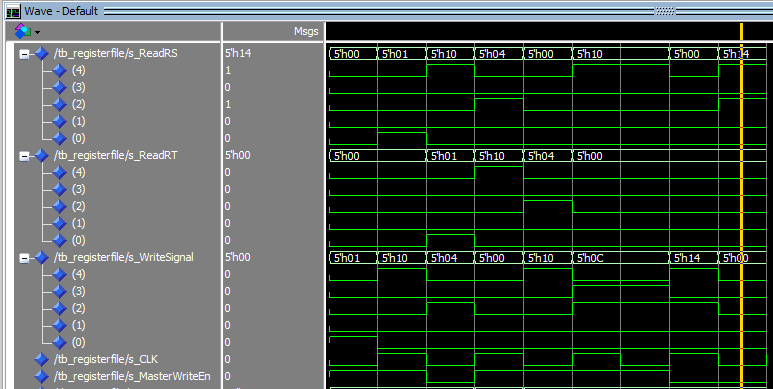 Wave - Default
Msgs
/tb_registerfile/s_ReadRS 5'h14 5'h00 5'h01 5'h10 5'h04 5'h00 5'h10 5'h00 5'h14
(4) 1
(3) 0
(2) 1
(1) 0
(0) 0
/tb_registerfile/s_ReadRT 5'h00 5'h00 5'h01 5'h10 5'h04 5'h00
(4) 0
(3) 0
(2) 0
(1) 0
(0) 0
/tb_registerfile/s_WriteSignal 5'h00 5'h01 5'h10 5'h04 5'h00 5'h10 5'h0C 5'h14 5'h00
(4) 0
(3) 0
(2) 0
(1) 0
(0) 0
/tb_registerfile/s_CLK 0
/tb_registerfile/s_MasterWriteEn 0